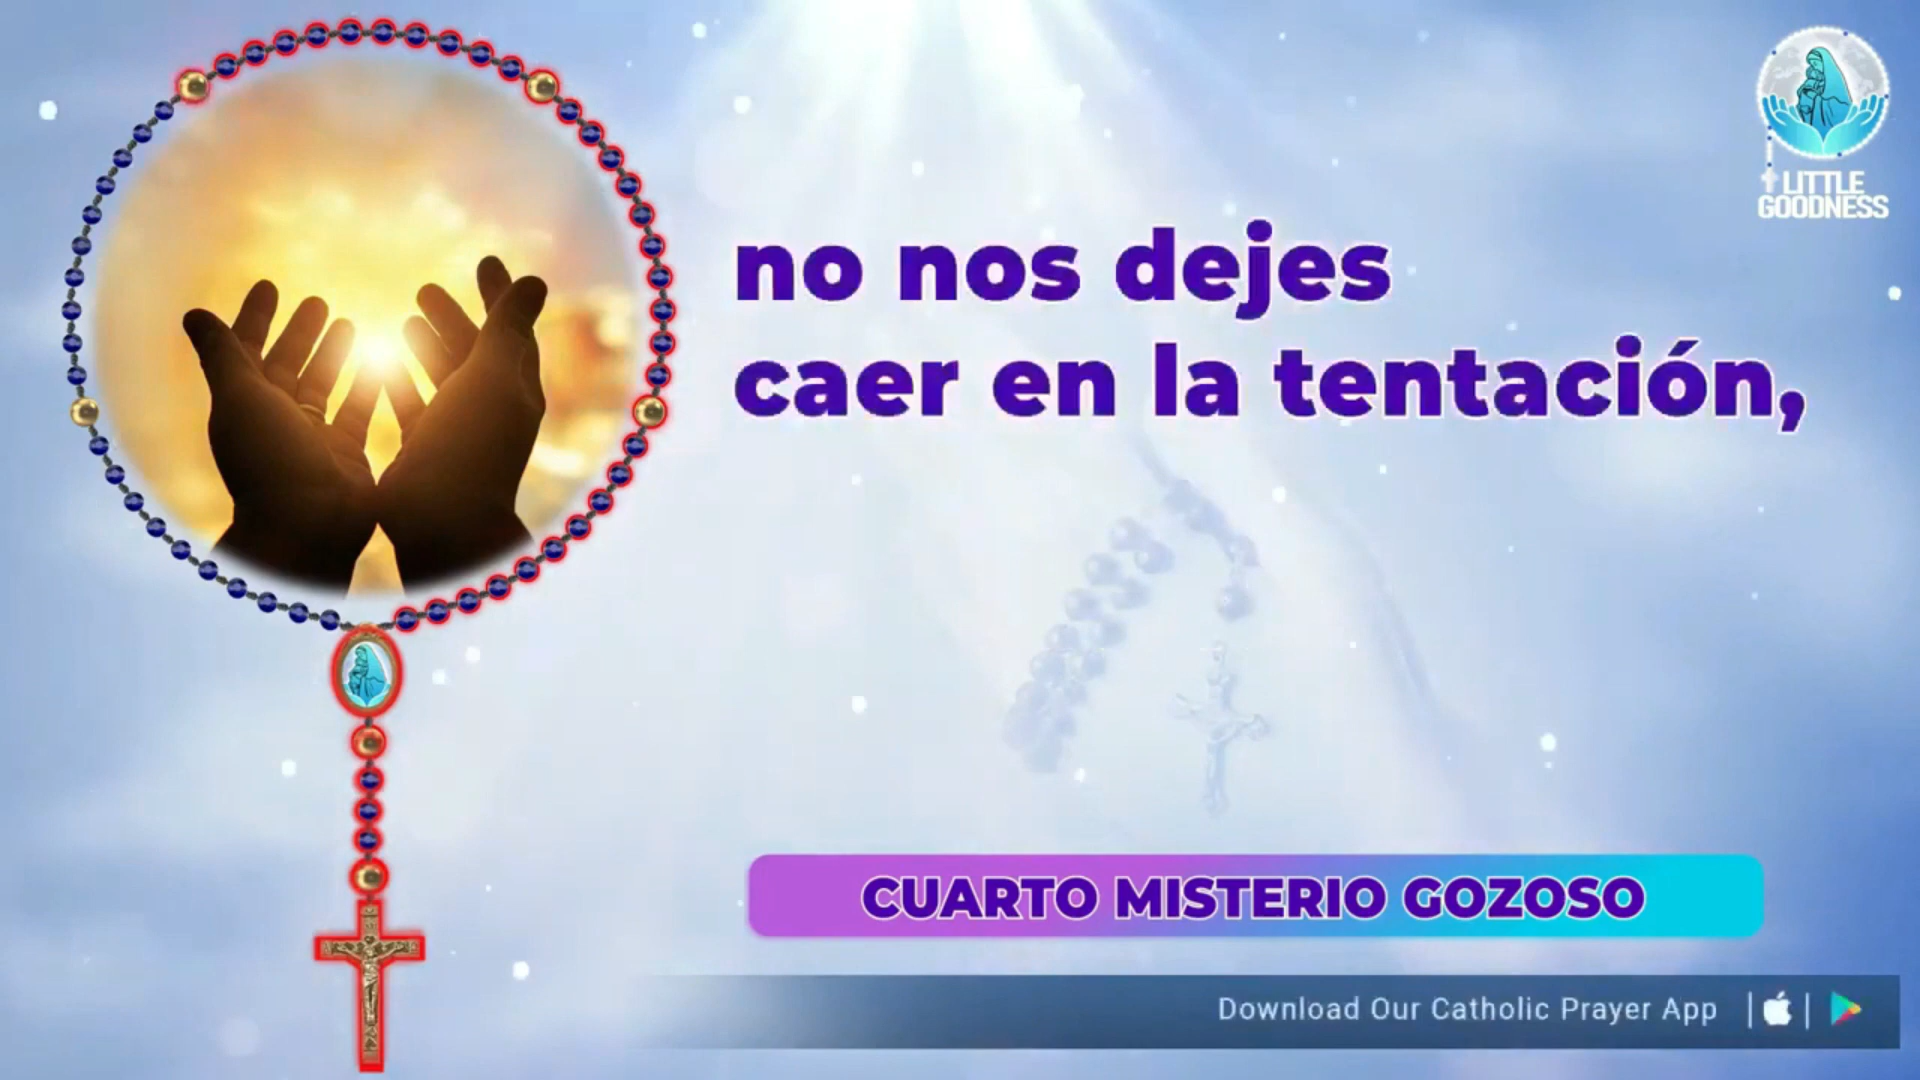 LITTLE
GOODNESS
no nos dejes
caer en la tentación,
CUARTO MISTERIO GOZOSO
Download Our Catholic Prayer App